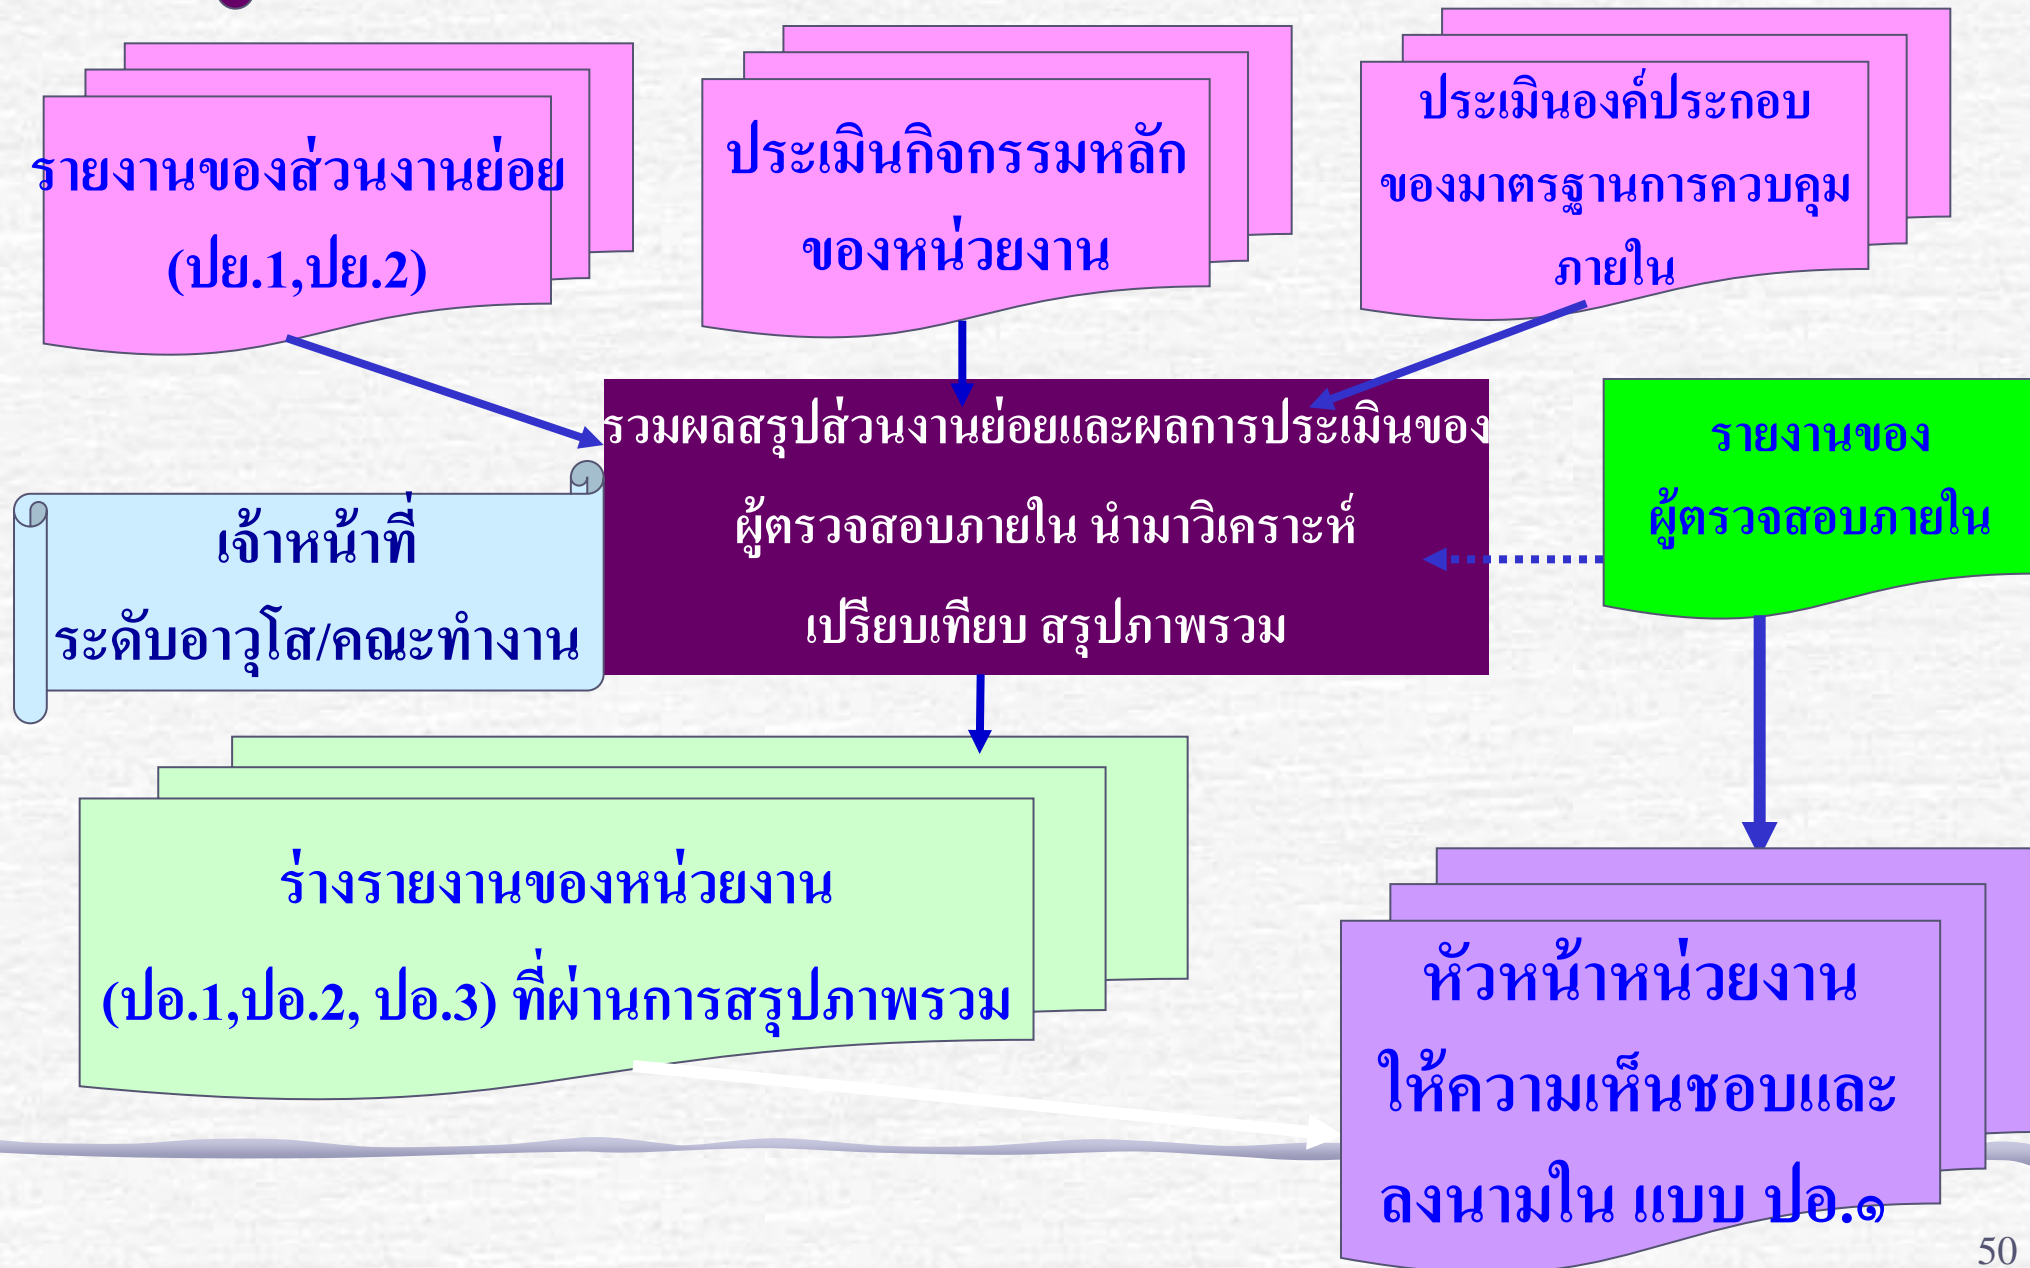 รายงานของส่วนงานย่อย
(ปย.1,ปย.2)
ประเมินกิจกรรมหลัก
ของหน่วยงาน
ประเมินองค์ประกอบ
ของมาตรฐานการควบคุม
ภายใน
รวมผลสรุปส่วนงานย่อยและผลการประเมินของ
ผู้ตรวจสอบภายใน นำมาวิเคราะห์
เปรียบเทียบ สรุปภาพรวม
รายงานของ
ผู้ตรวจสอบภายใน
เจ้าหน้าที่
ระดับอาวุโส/คณะทำงาน
ร่างรายงานของหน่วยงาน
(ปอ.1,ปอ.2, ปอ.3) ที่ผ่านการสรุปภาพรวม
หัวหน้าหน่วยงาน
ให้ความเห็นชอบและ
ลงนามใน แบบ ปอ.๑
50